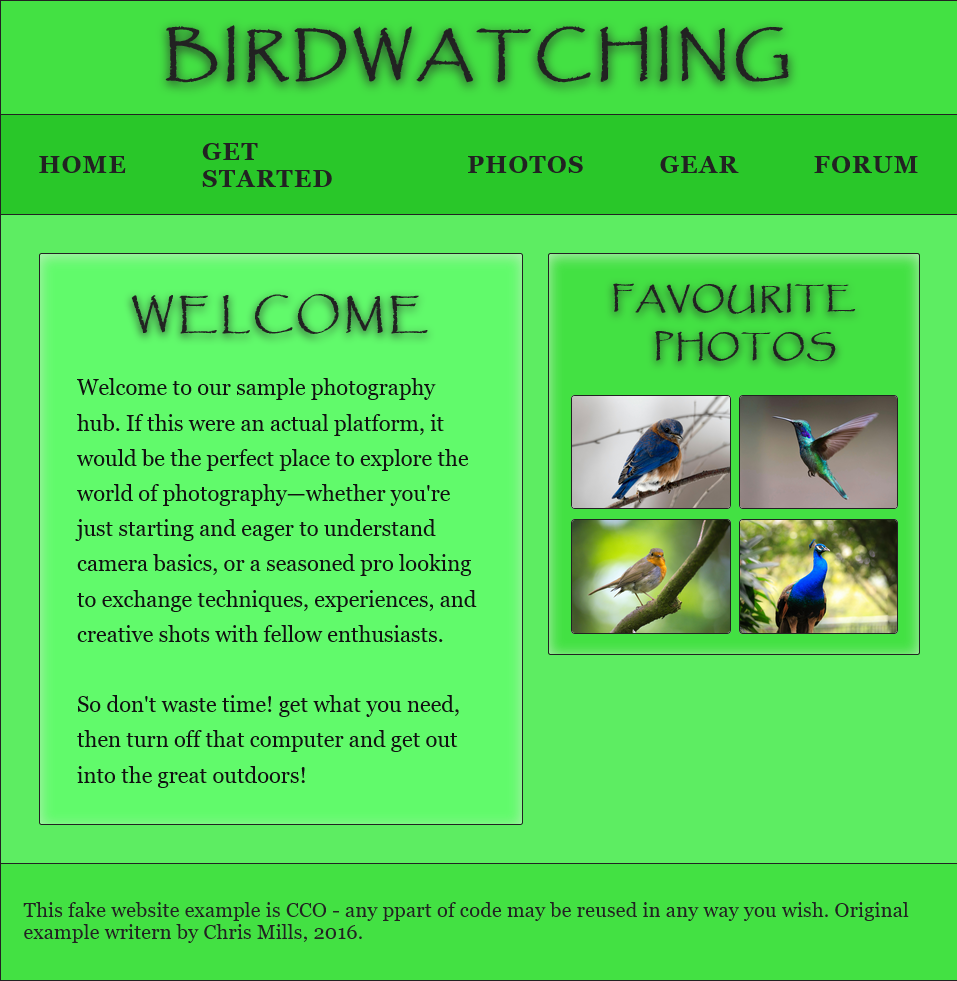 BIRDWATCHING
HOME
GET
STARTED
PHOTOS
GEAR
FORUM
WELCOME
Welcome to our sample photography
hub. If this were an actual platform, it
would be the perfect place to explore the
world of photography—whether you're
just starting and eager to understand
camera basics, or a seasoned pro looking
to exchange techniques, experiences, and
creative shots with fellow enthusiasts.
So don't waste time! get what you need,
then turn off that computer and get out
into the great outdoors!
FAVOURITE
PHOTOS
This fake website example is CCO - any ppart of code may be reused in any way you wish. Original
example writern by Chris Mills, 2016.